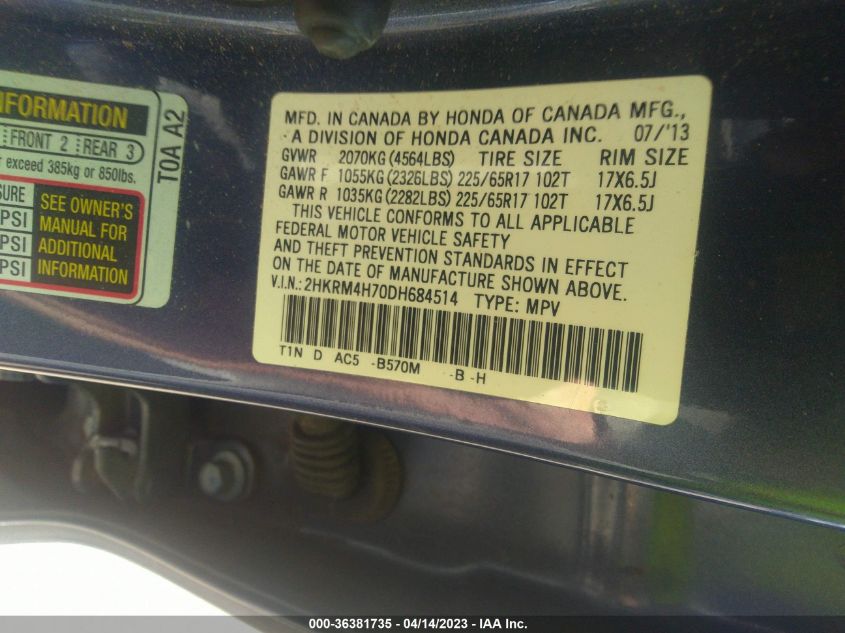 NFORMATION
FRONT 2 REAR 3
r exceed 385kg or 850lbs.
SURE
PSI
PSI
PSI
SEE OWNER'S
MANUAL FOR
ADDITIONAL
INFORMATION
T0A A2
MFD. IN CANADA BY HONDA OF CANADA MFG.,
A DIVISION OF HONDA CANADA INC. 07/'13
GVWR 2070KG (4564LBS) TIRE SIZE RIM SIZE
GAWR F 1055KG (2326LBS) 225/65R17 102T 17X6.5J
GAWR R 1035KG (2282LBS) 225/65R17 102T 17X6.5J
THIS VEHICLE CONFORMS TO ALL APPLICABLE
FEDERAL MOTOR VEHICLE SAFETY
AND THEFT PREVENTION STANDARDS IN EFFECT
ON THE DATE OF MANUFACTURE SHOWN ABOVE.
V.I.N.: 2HKRM4H70DH684514 TYPE: MPV
T1N D AC5 -B570M -B -H
000-36381735 - 04/14/2023 - IAA Inc.